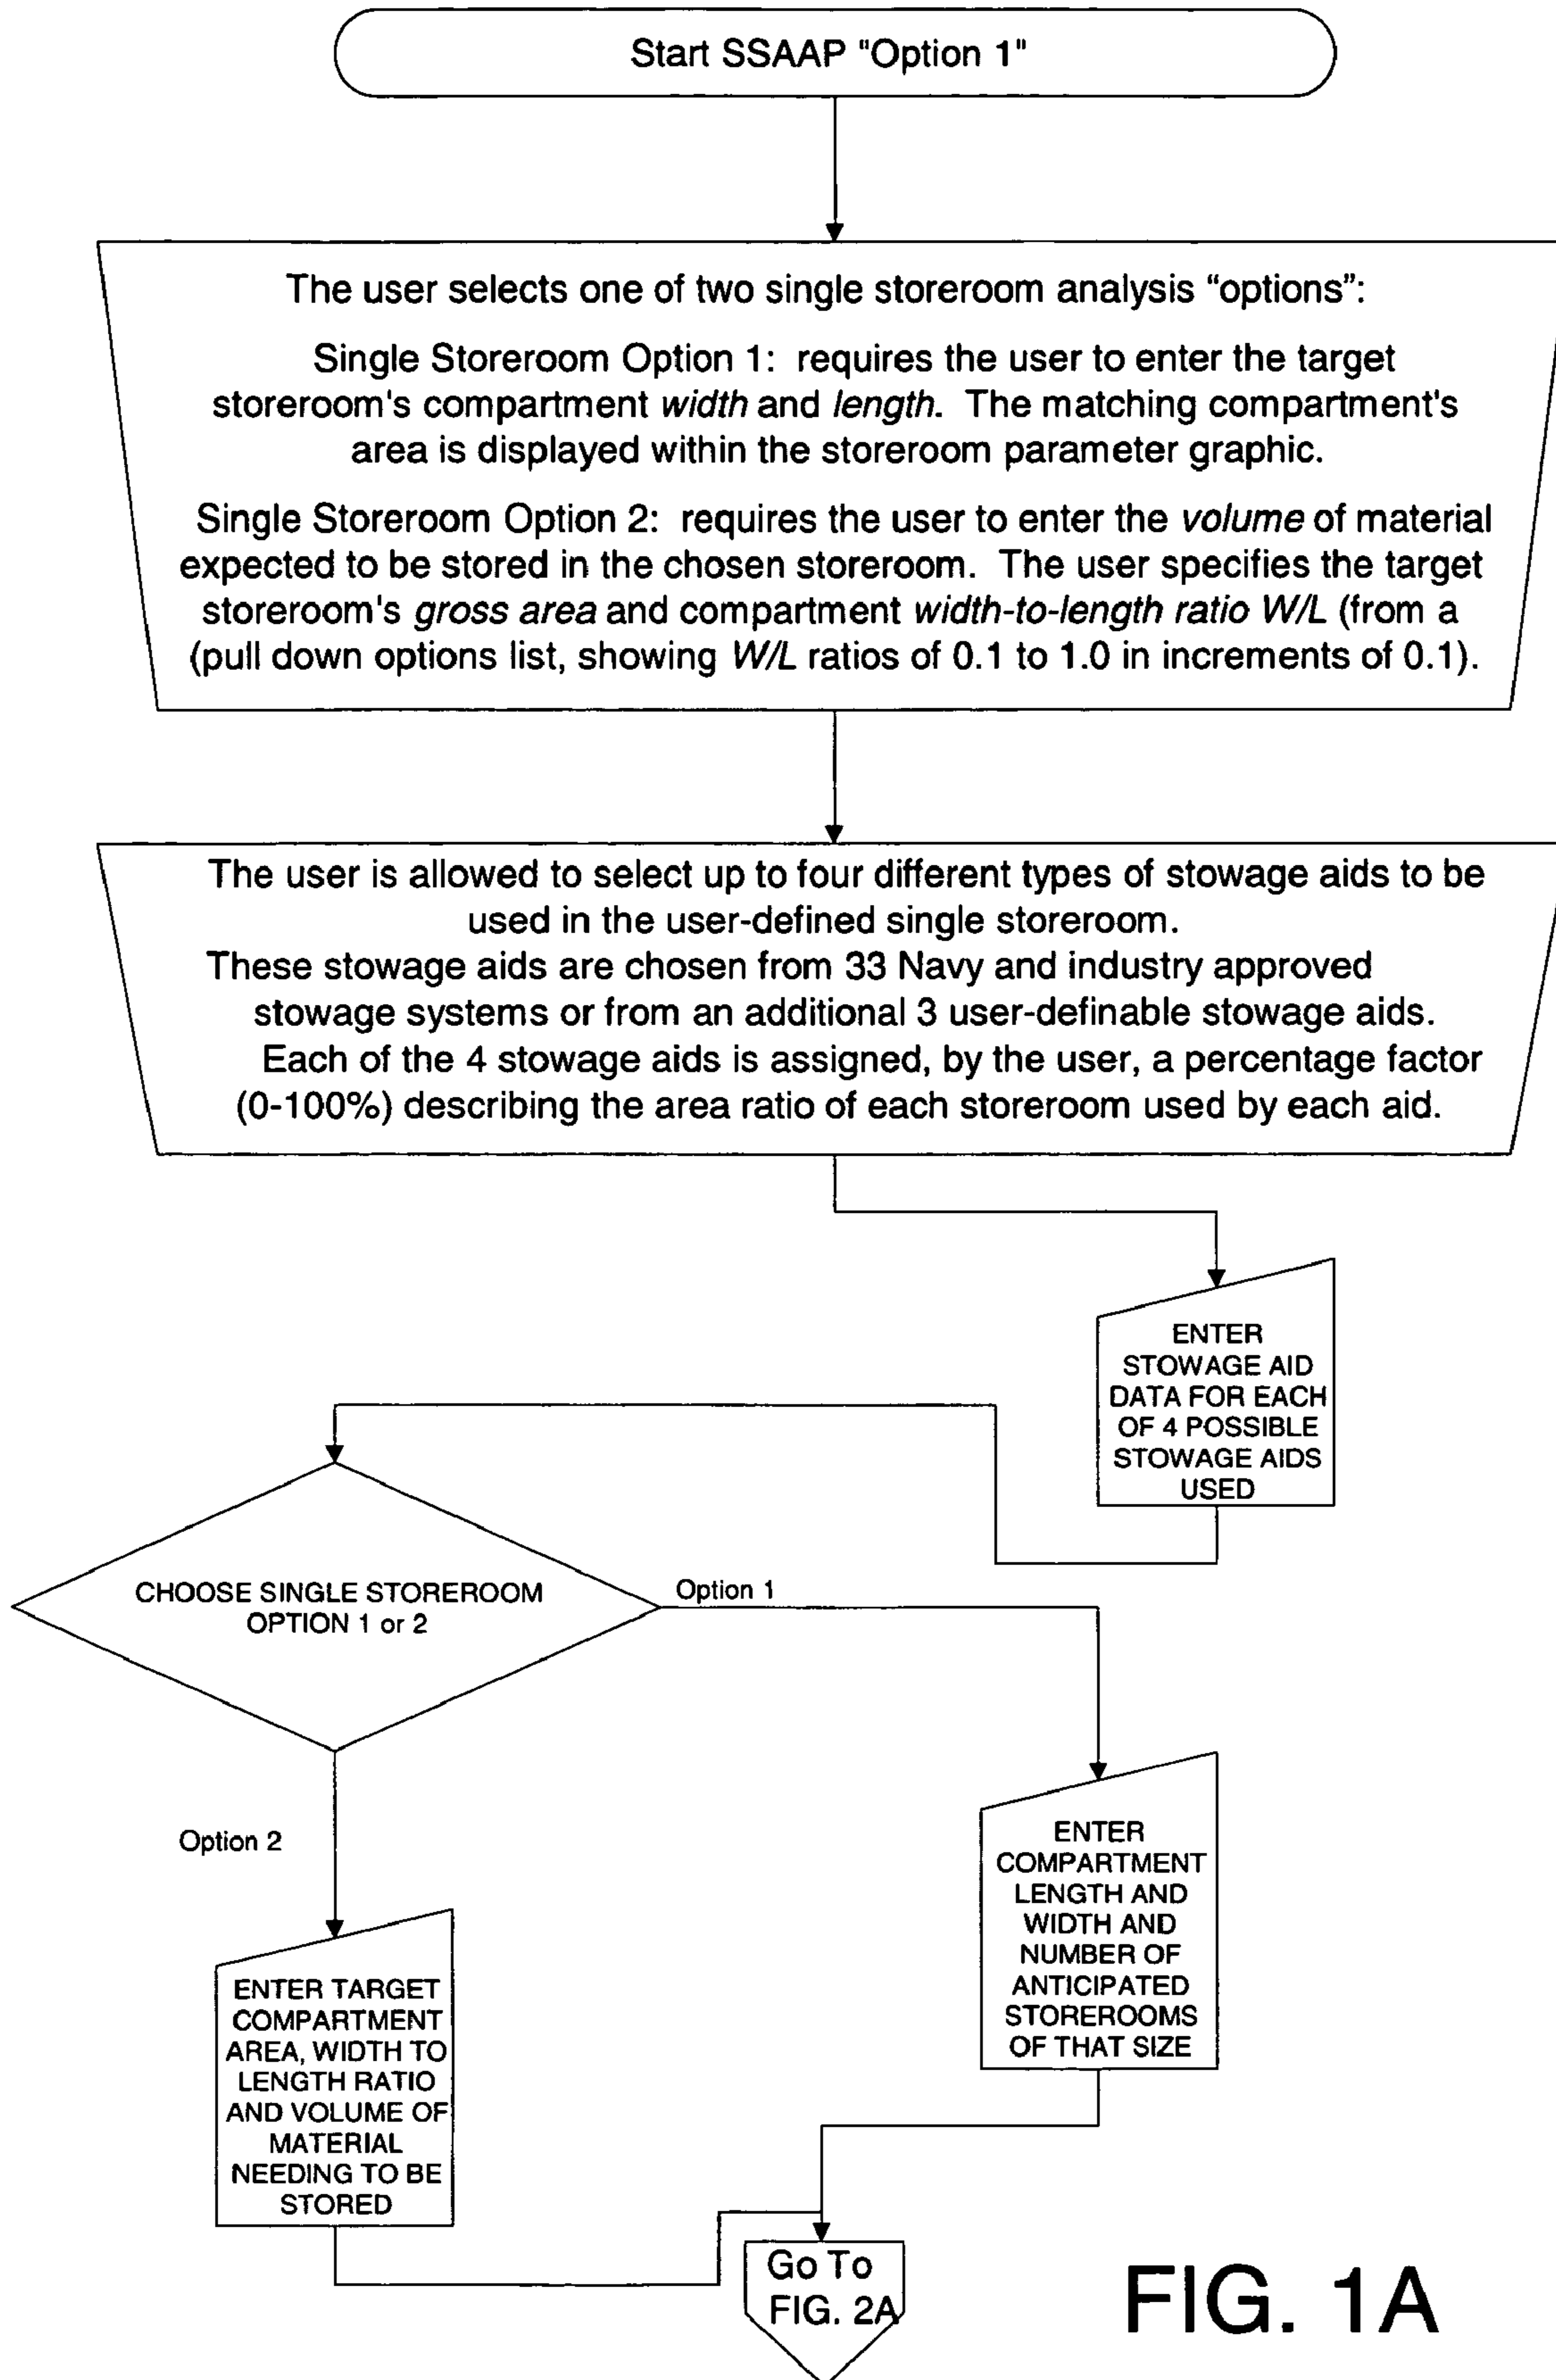 Start SSAAP "Option 1"
The user selects one of two single storeroom analysis “options”:
Single Storeroom Option 1: requires the user to enter the target
storeroom's compartment width and length. The matching compartment's
area is displayed within the storeroom parameter graphic.
Single Storeroom Option 2: requires the user to enter the volume of material
expected to be stored in the chosen storeroom. The user specifies the target
storeroom's gross area and compartment width-to-length ratio W/L (from a
(pull down options list, showing W/L ratios of 0.1 to 1.0 in increments of 0.1).
The user is allowed to select up to four different types of stowage aids to be
used in the user-defined single storeroom.
These stowage aids are chosen from 33 Navy and industry approved
stowage systems or from an additional 3 user-definable stowage aids.
Each of the 4 stowage aids is assigned, by the user, a percentage factor
(0-100%) describing the area ratio of each storeroom used by each aid.
ENTER
STOWAGE AID
DATA FOR EACH
OF 4 POSSIBLE
STOWAGE AIDS
USED
CHOOSE SINGLE STOREROOM
OPTION 1 or 2
Option 1
Option 2
ENTER
COMPARTMENT
LENGTH AND
WIDTH AND
NUMBER OF
ANTICIPATED
STOREROOMS
OF THAT SIZE
ENTER TARGET
COMPARTMENT
AREA, WIDTH TO
LENGTH RATIO
AND VOLUME OF
MATERIAL
NEEDING TO BE
STORED
Go To
FIG. 2A
FIG. 1A